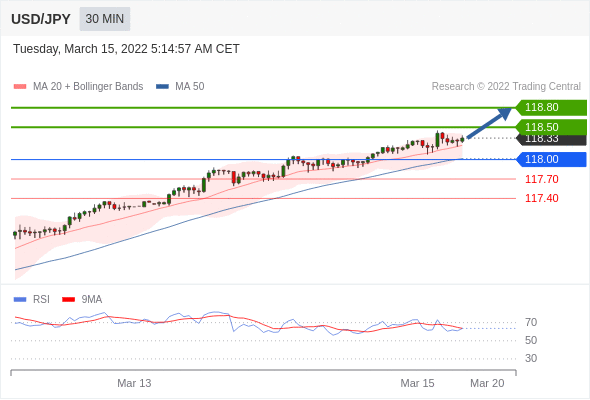 USD/JPY 30 MIN
Tuesday, March 15, 2022 5:14:57 AM CET
MA 20 + Bollinger Bands MA 50 Research © 2022 Trading Central
118.80
118.50
118.33
118.00
117.70
117.40
RSI 9MA
70
50
30
Mar 13 Mar 15 Mar 20